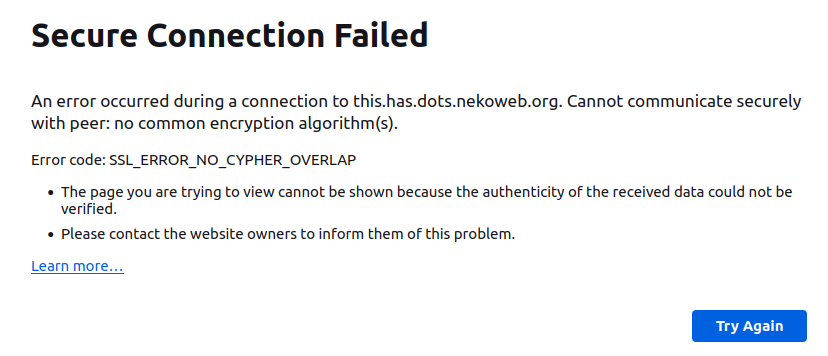 Secure Connection Failed
An error occurred during a connection to this.has.dots.nekoweb.org. Cannot communicate securely
with peer: no common encryption algorithm(s).
Error code: SSL_ERROR_NO_CYPHER_OVERLAP
• The page you are trying to view cannot be shown because the authenticity of the received data could not be
verified.
• Please contact the website owners to inform them of this problem.
Learn more…
Try Again